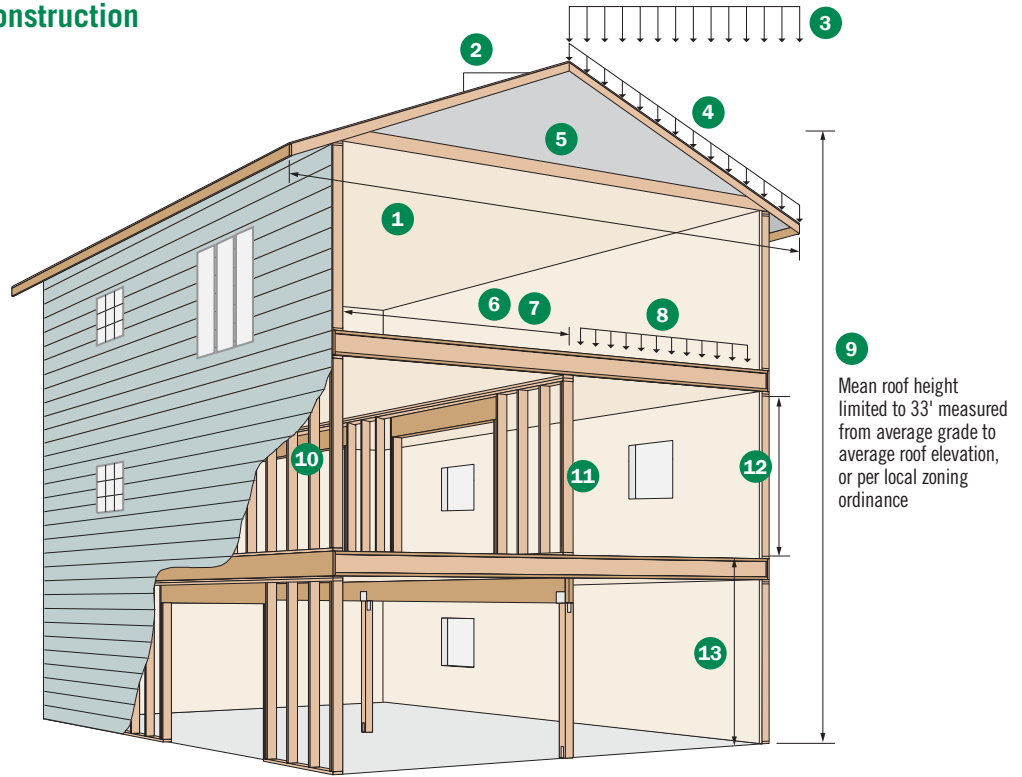 onstruction
3
2
4
5
1
6
7
8
9
Mean roof height
limited to 33' measured
from average grade to
average roof elevation,
or per local zoning
ordinance
10
11
12
13